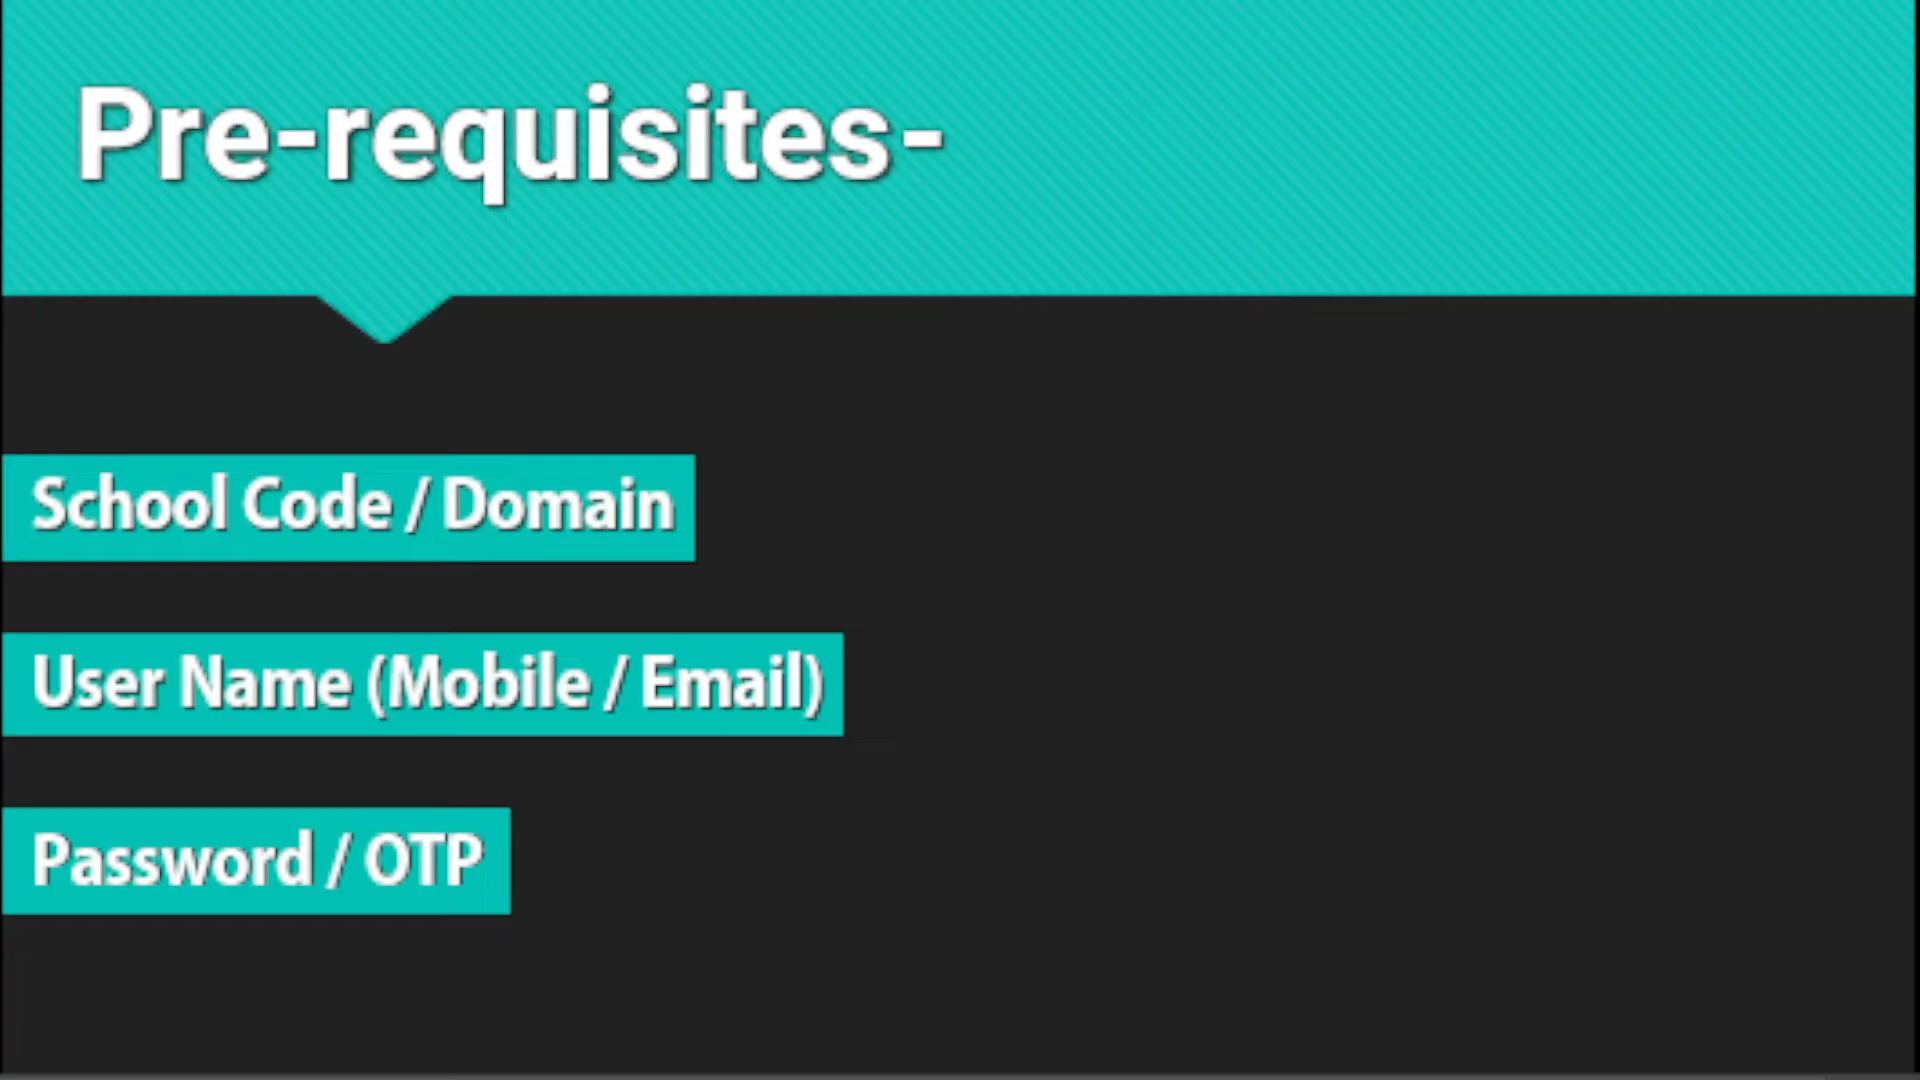 Pre-requisites-
School Code / Domain
User Name (Mobile / Email)
Password / OTP